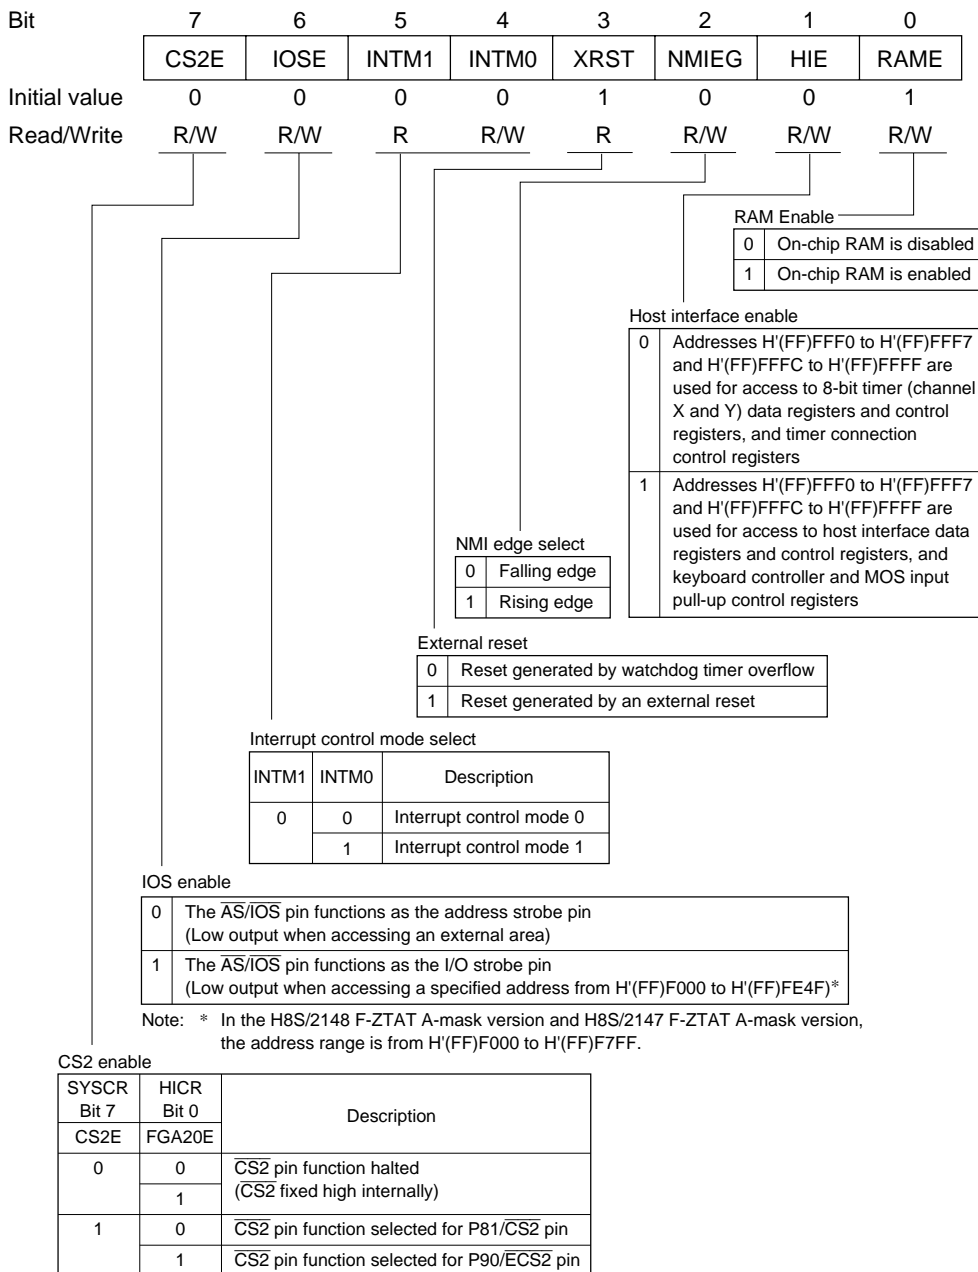 Bit 7 6 5 4 3 2 1 0
CS2E IOSE INTM1 INTM0 XRST NMIEG HIE RAME
Initial value 0 0 0 0 1 0 0 1
Read/Write R/W R/W R R/W R R/W R/W R/W
RAM Enable
0 On-chip RAM is disabled
1 On-chip RAM is enabled
Host interface enable
0 Addresses H'(FF)FFF0 to H'(FF)FFF7
and H'(FF)FFFC to H'(FF)FFFF are
used for access to 8-bit timer (channel
X and Y) data registers and control
registers, and timer connection
control registers
1 Addresses H'(FF)FFF0 to H'(FF)FFF7
and H'(FF)FFFC to H'(FF)FFFF are
used for access to host interface data
registers and control registers, and
keyboard controller and MOS input
pull-up control registers
NMI edge select
0 Falling edge
1 Rising edge
External reset
0 Reset generated by watchdog timer overflow
1 Reset generated by an external reset
Interrupt control mode select
INTM1 INTM0 Description
0 0 Interrupt control mode 0
1 Interrupt control mode 1
IOS enable
0 The AS/IOS pin functions as the address strobe pin
(Low output when accessing an external area)
1 The AS/IOS pin functions as the I/O strobe pin
(Low output when accessing a specified address from H'(FF)F000 to H'(FF)FE4F)*
Note: * In the H8S/2148 F-ZTAT A-mask version and H8S/2147 F-ZTAT A-mask version,
the address range is from H'(FF)F000 to H'(FF)F7FF.
CS2 enable
SYSCR HICR
Bit 7 Bit 0 Description
CS2E FGA20E
0 0 CS2 pin function halted
1 (CS2 fixed high internally)
1 0 CS2 pin function selected for P81/CS2 pin
1 CS2 pin function selected for P90/ECS2 pin